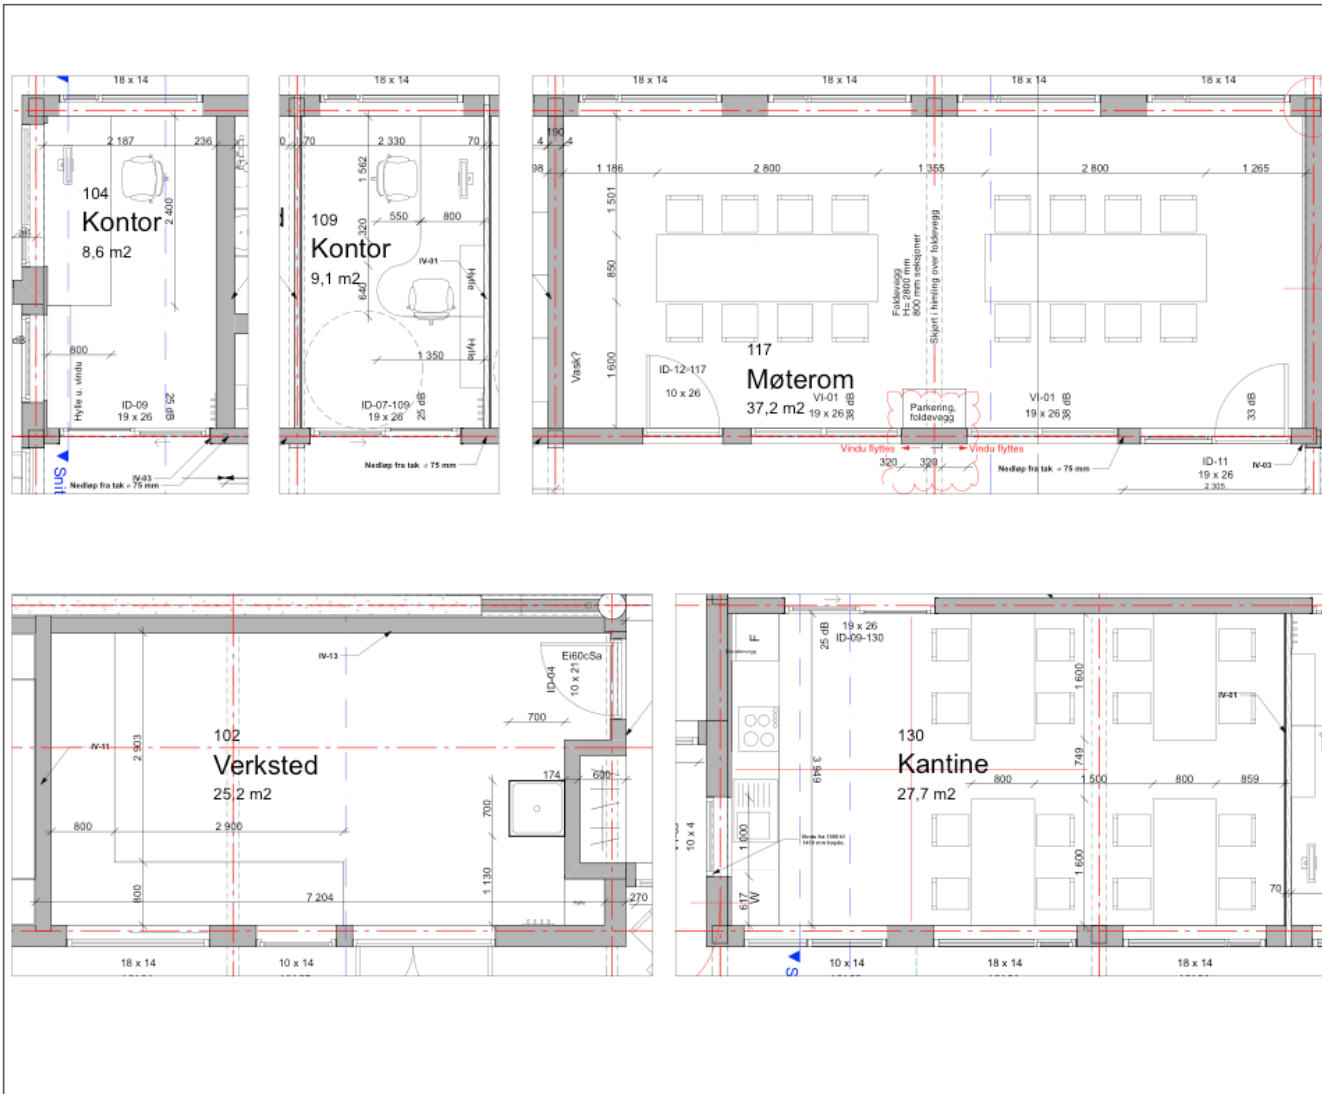 18 x 14
2 187
236
104
Kontor
8,6 m2
2 400
800
Hylle u. vindu
ID-09
19 x 26
25 dB
IV-03
Nedløp fra tak ø 75 mm
Snit
18 x 14
70
2 330
70
1 562
550
800
320
109
Kontor
9,1 m2
IV-01
Hylle
640
1 350
Hylle
ID-07-109
19 x 26
25 dB
Nedløp fra tak ø 75 mm
18 x 14
18 x 14
18 x 14
18 x 14
190
4
4
98
1 186
2 800
1 355
2 800
1 265
1 501
850
1 600
Foldevegg
H= 2800 mm
800 mm seksjoner
Skjørt i himling over foldevegg
Vask?
ID-12-117
10 x 26
117
Møterom
37,2 m2
VI-01
19 x 26
38 dB
Parkering,
foldevegg
VI-01
19 x 26
38 dB
33 dB
Vindu flyttes
Vindu flyttes
320
320
Nedløp fra tak ø 75 mm
ID-11
19 x 26
IV-03
2 305
IV-13
Ei60cSa
ID-04
10 x 21
700
IV-11
2 903
102
Verksted
25,2 m2
174
600
700
800
2 900
1 130
800
7 204
270
18 x 14
10 x 14
F
25 dB
19 x 26
ID-09-130
1 600
IV-01
130
Kantine
27,7 m2
3 949
749
800
1 500
800
859
10 x 4
1 000
1 600
617
W
70
10 x 14
18 x 14
18 x 14
S